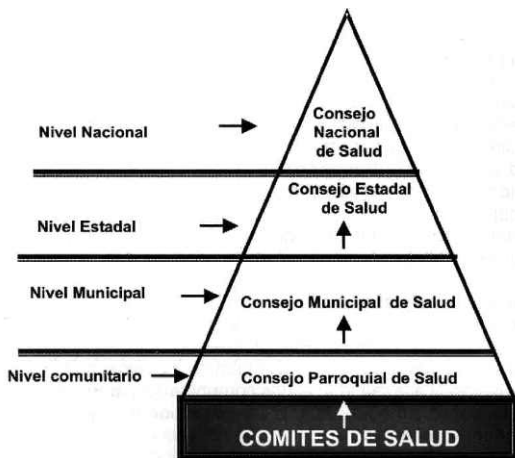 Nivel Nacional
Consejo
Nacional
de Salud
Nivel Estadal
Consejo Estadal
de Salud
Nivel Municipal
Consejo Municipal de Salud
Nivel comunitario
Consejo Parroquial de Salud
COMITES DE SALUD